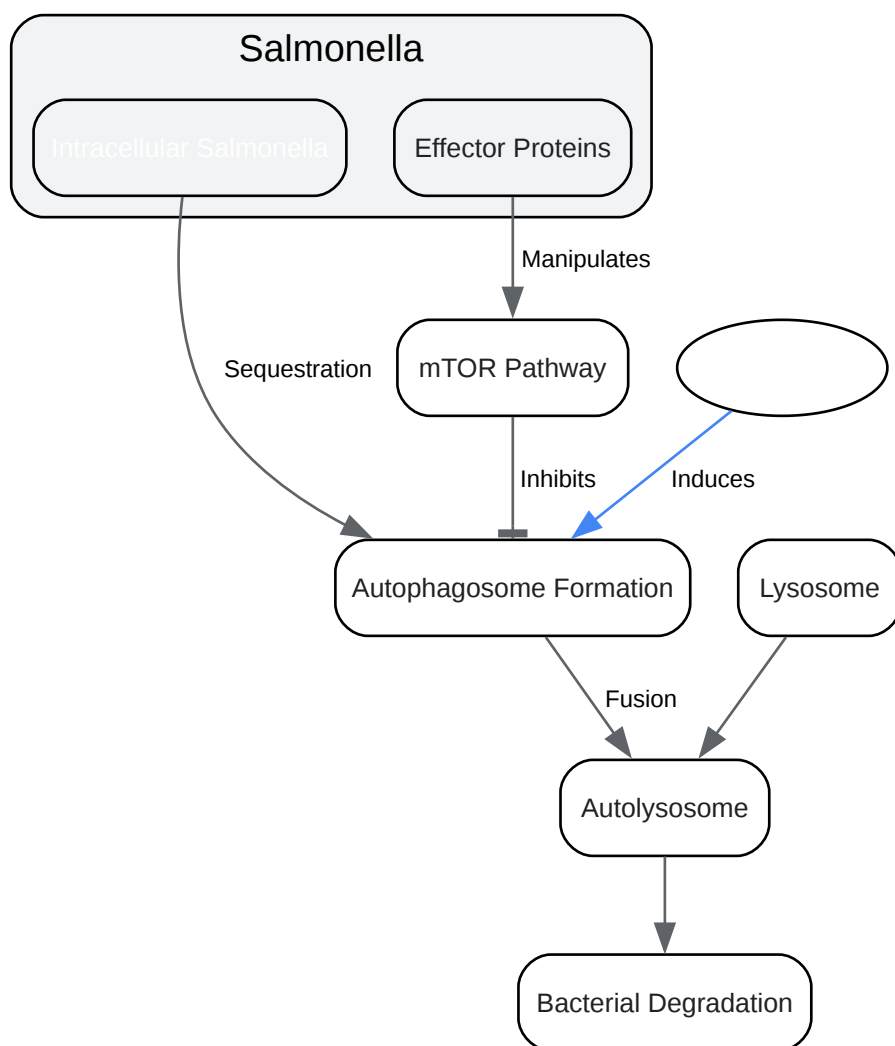 Salmonella
Intracellular Salmonella
Effector Proteins
Manipulates
mTOR Pathway
Sequestration
Inhibits
Induces
Autophagosome Formation
Lysosome
Fusion
Autolysosome
Bacterial Degradation